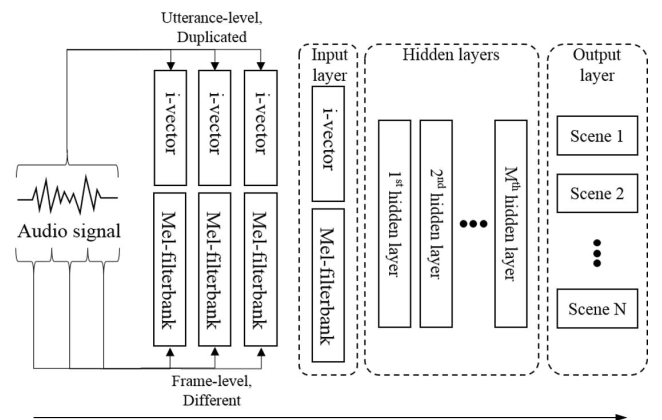 Utterance-level,
Duplicated
i-vector
i-vector
i-vector
Audio signal
Mel-filterbank
Mel-filterbank
Mel-filterbank
Frame-level,
Different
Input
layer
i-vector
Mel-filterbank
Hidden layers
1st hidden layer
2nd hidden layer
Mth hidden layer
Output
layer
Scene 1
Scene 2
Scene N